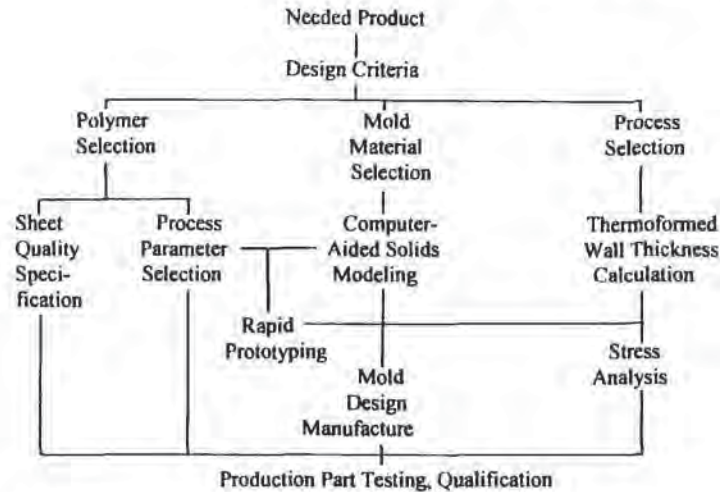 Needed Product
Design Criteria
Polymer
Selection
Mold
Material
Selection
Process
Selection
Sheet
Quality
Speci-
fication
Process
Parameter
Selection
Computer-
Aided Solids
Modeling
Thermoformed
Wall Thickness
Calculation
Rapid
Prototyping
Mold
Design
Manufacture
Stress
Analysis
Production Part Testing, Qualification